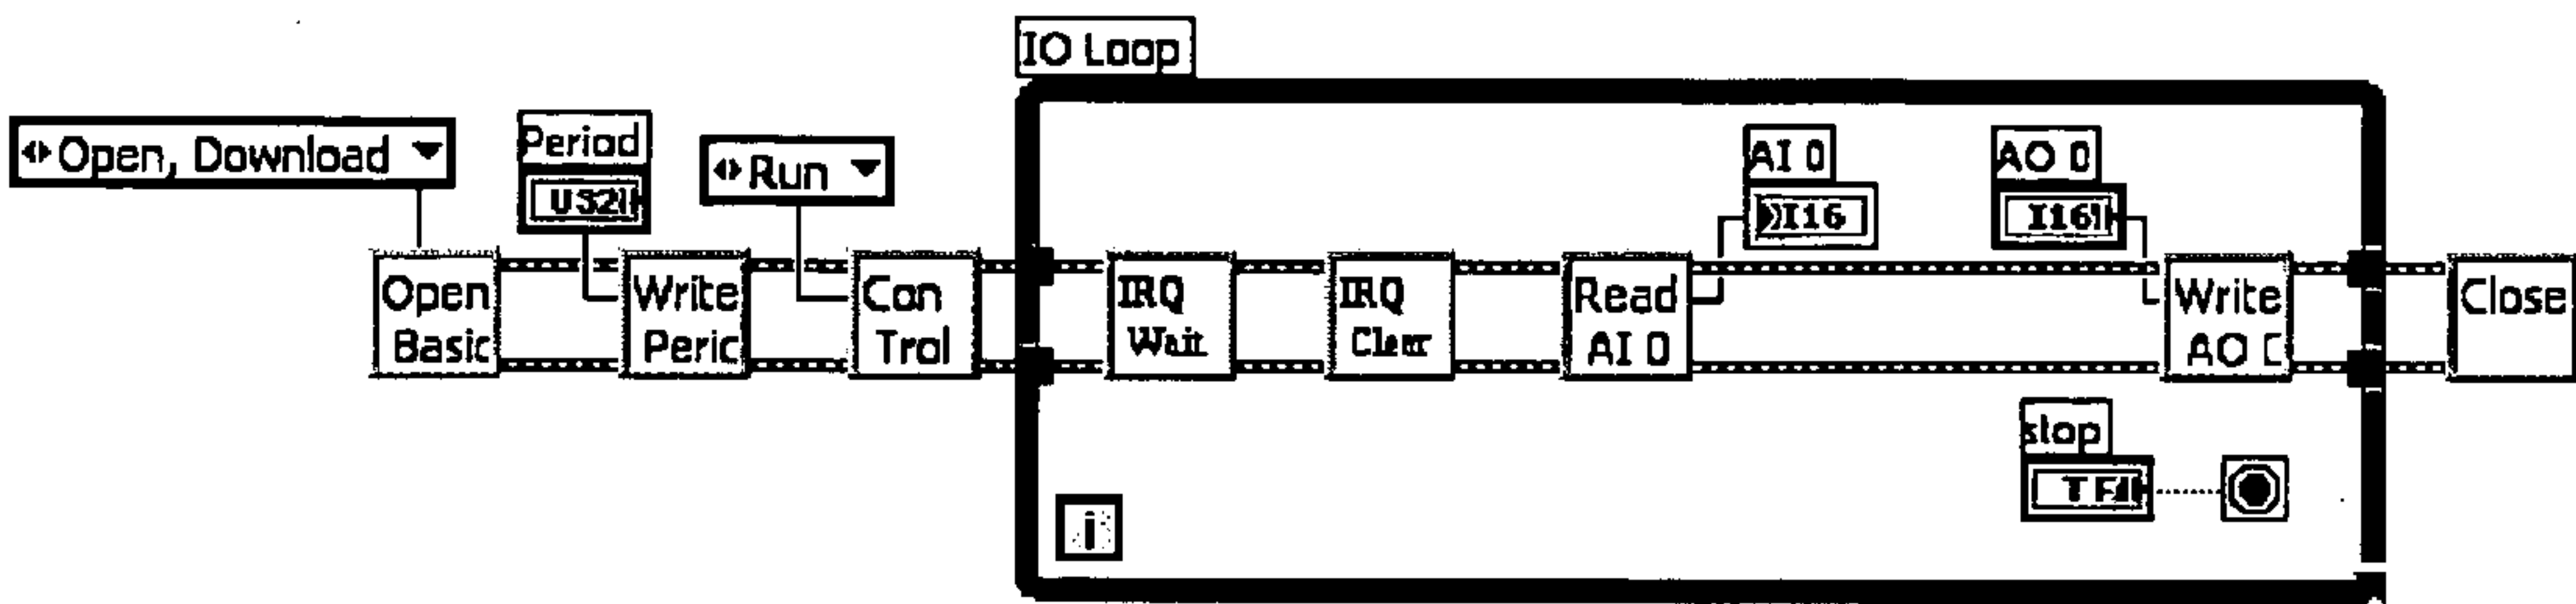 IO Loop
Open, Download
Period
U32
Run
AI 0
I16
AO 0
I16
Open
Basic
Write
Peric
Con
Trol
IRQ
Wait
IRQ
Clear
Read
AI 0
Write
AO C
Close
stop
TF
i